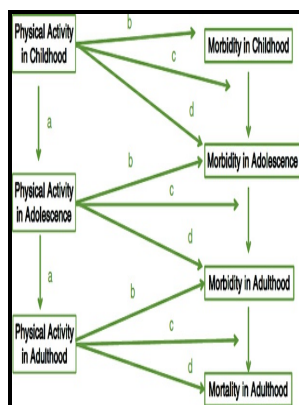 Physical Activity
in Childhood
b
Morbidity in Childhood
c
d
a
b
Morbidity in Adolescence
Physical Activity
in Adolescence
c
d
a
b
Morbidity in Adulthood
Physical Activity
in Adulthood
c
d
Mortality in Adulthood